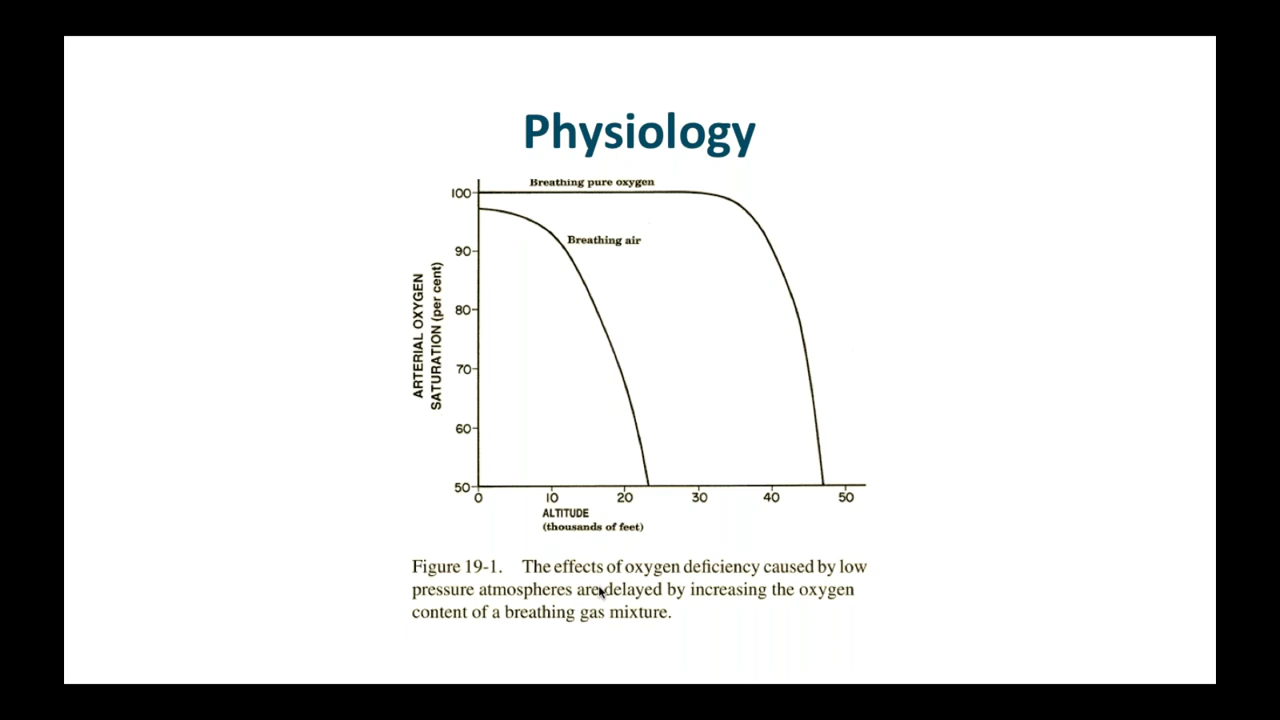 Physiology
Breathing pure oxygen
Breathing air
100
90
80
70
60
50
ARTERIAL OXYGEN
SATURATION (per cent)
0 10 20 30 40 50
ALTITUDE
(thousands of feet)
Figure 19-1. The effects of oxygen deficiency caused by low
pressure atmospheres are delayed by increasing the oxygen
content of a breathing gas mixture.